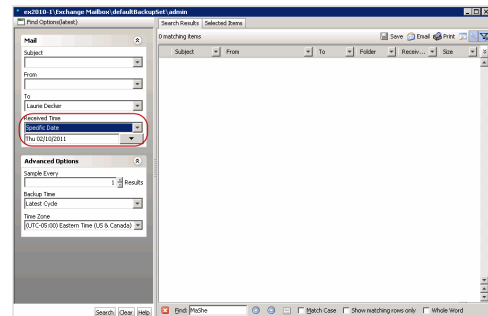 ex2010-1\Exchange Mailbox\defaultBackupSet\admin
Find Options(latest)
Search Results Selected Items
Mail
0 matching items Save Email Print
Subject From To Folder Receiv... Size
Subject
From
To
Laurie Decker
Received Time
Specific Date
Thu 02/10/2011
Advanced Options
Sample Every
1 Results
Backup Time
Latest Cycle
Time Zone
(UTC-05:00) Eastern Time (US & Canada)
Search Clear Help
Find: MaShe Match Case Show matching rows only Whole Word